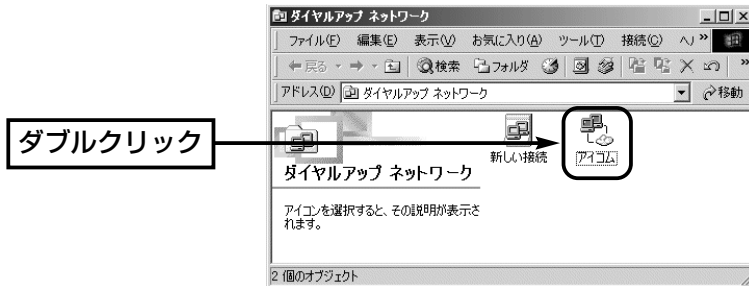 ダイヤルアップ ネットワーク
ファイル(F) 編集(E) 表示(V) お気に入り(A) ツール(T) 接続(C) ヘ) »
戻る 検索 フォルダ »
アドレス(D) ダイヤルアップ ネットワーク 移動
ダブルクリック
新しい接続 アイコム
ダイヤルアップ ネットワーク
アイコンを選択すると、その説明が表示さ
れます。
2 個のオブジェクト